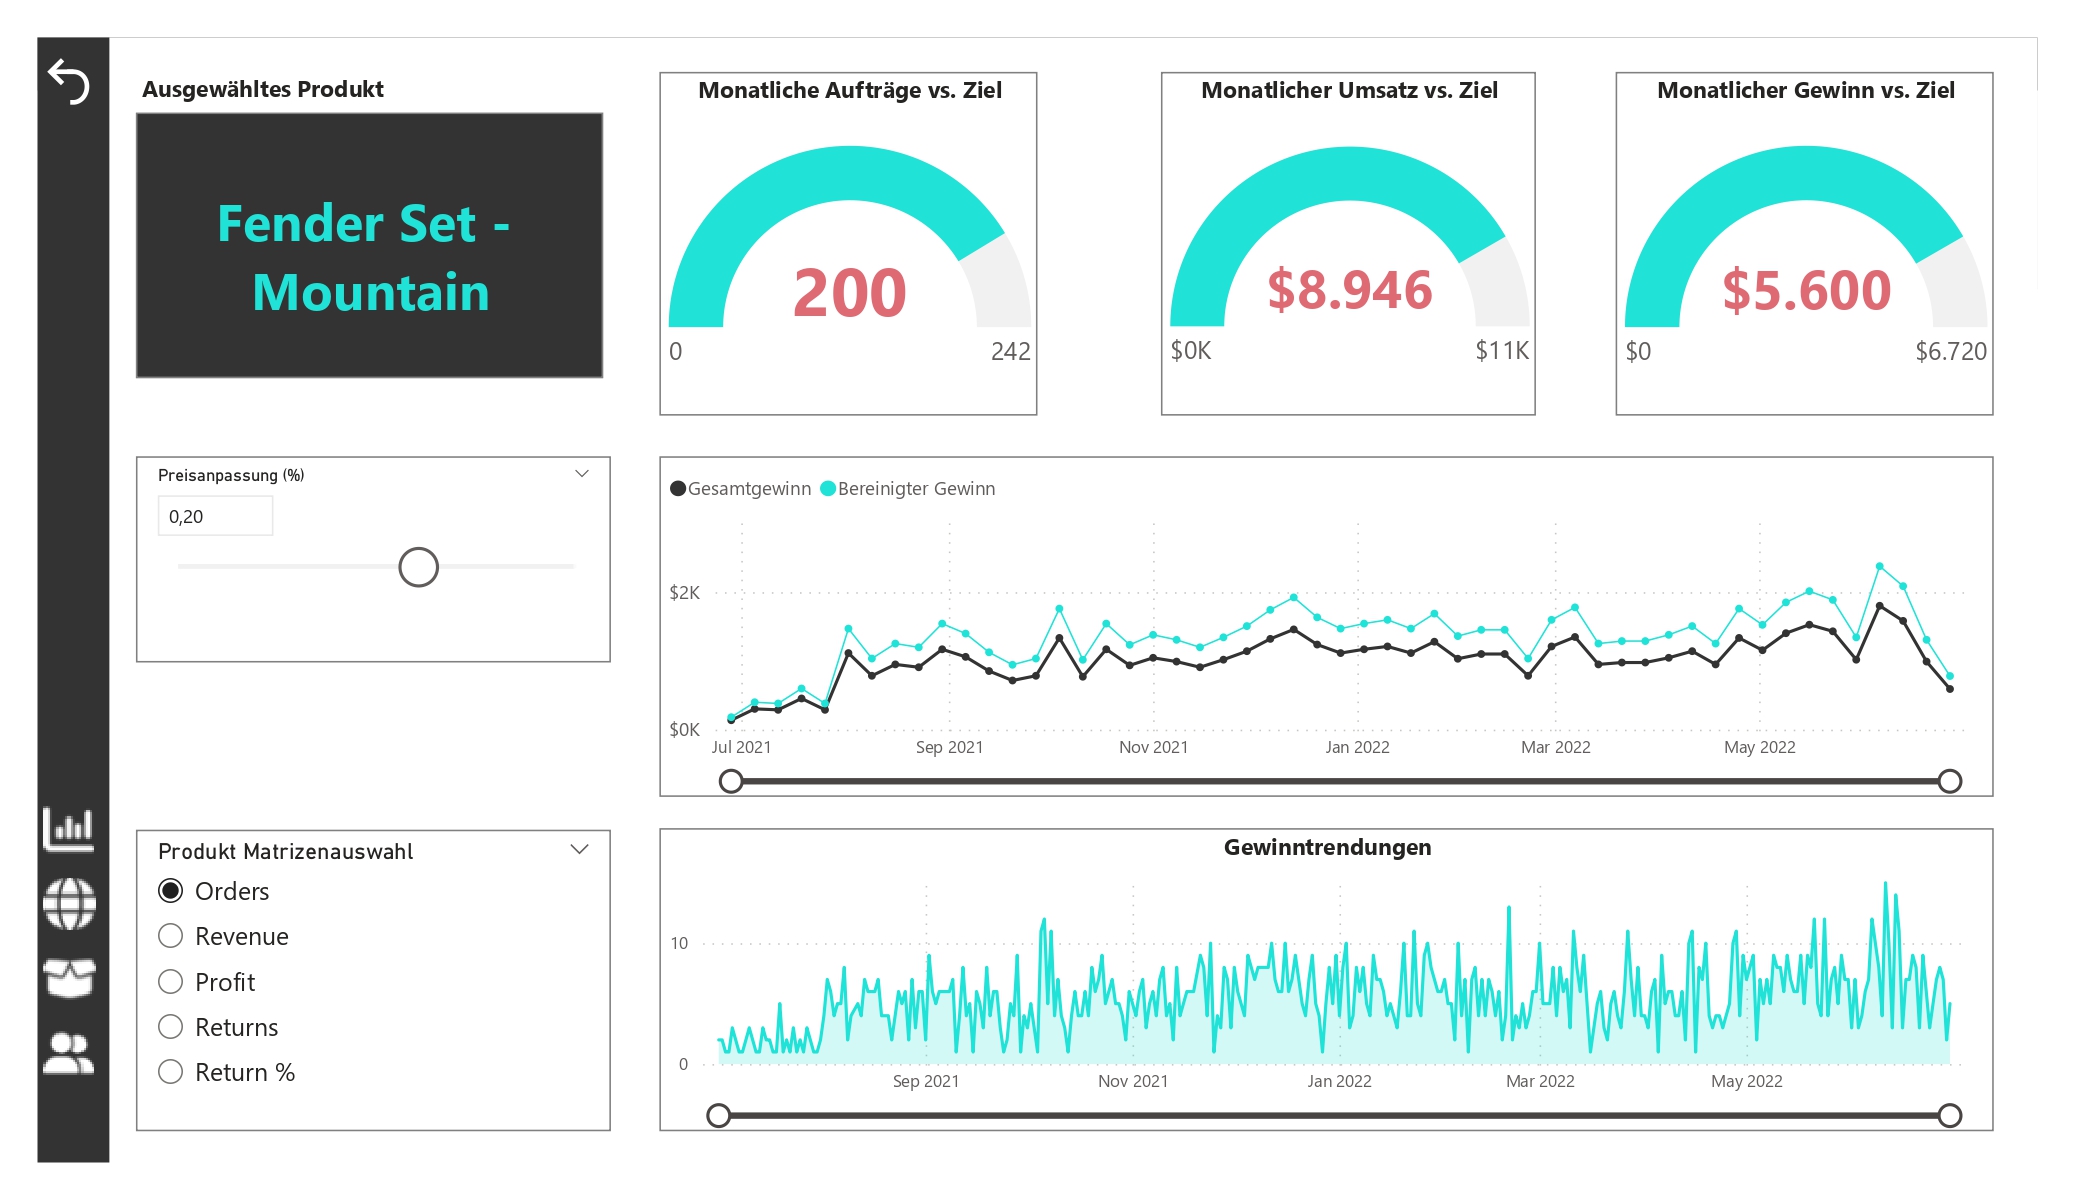 Ausgewähltes Produkt
Fender Set -
Mountain
Monatliche Aufträge vs. Ziel
200
0
242
Monatlicher Umsatz vs. Ziel
$8.946
$0K
$11K
Monatlicher Gewinn vs. Ziel
$5.600
$0
$6.720
Preisanpassung (%)
0,20
Gesamtgewinn
Bereinigter Gewinn
$2K
$0K
Jul 2021
Sep 2021
Nov 2021
Jan 2022
Mar 2022
May 2022
Produkt Matrizenauswahl
Orders
Revenue
Profit
Returns
Return %
Gewinntrendungen
10
0
Sep 2021
Nov 2021
Jan 2022
Mar 2022
May 2022